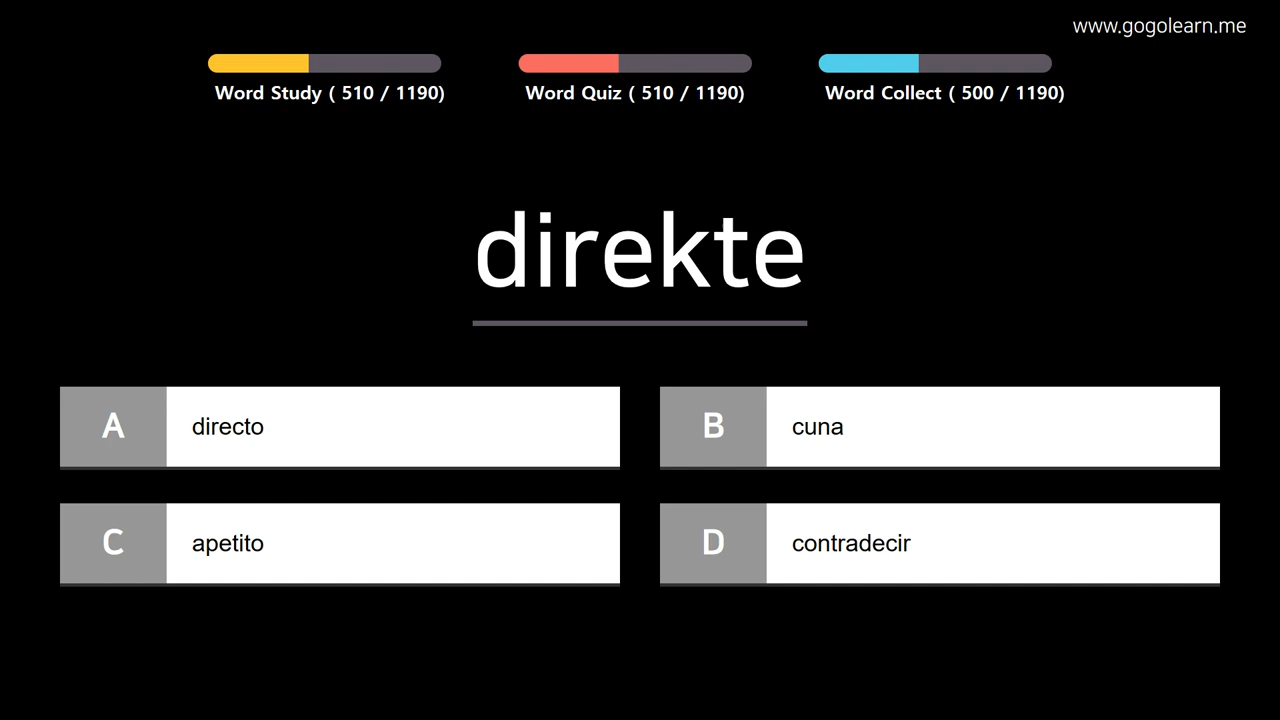 www.gogolearn.me
Word Study ( 510 / 1190)
Word Quiz ( 510 / 1190)
Word Collect ( 500 / 1190)
direkte
A directo
B cuna
C apetito
D contradecir